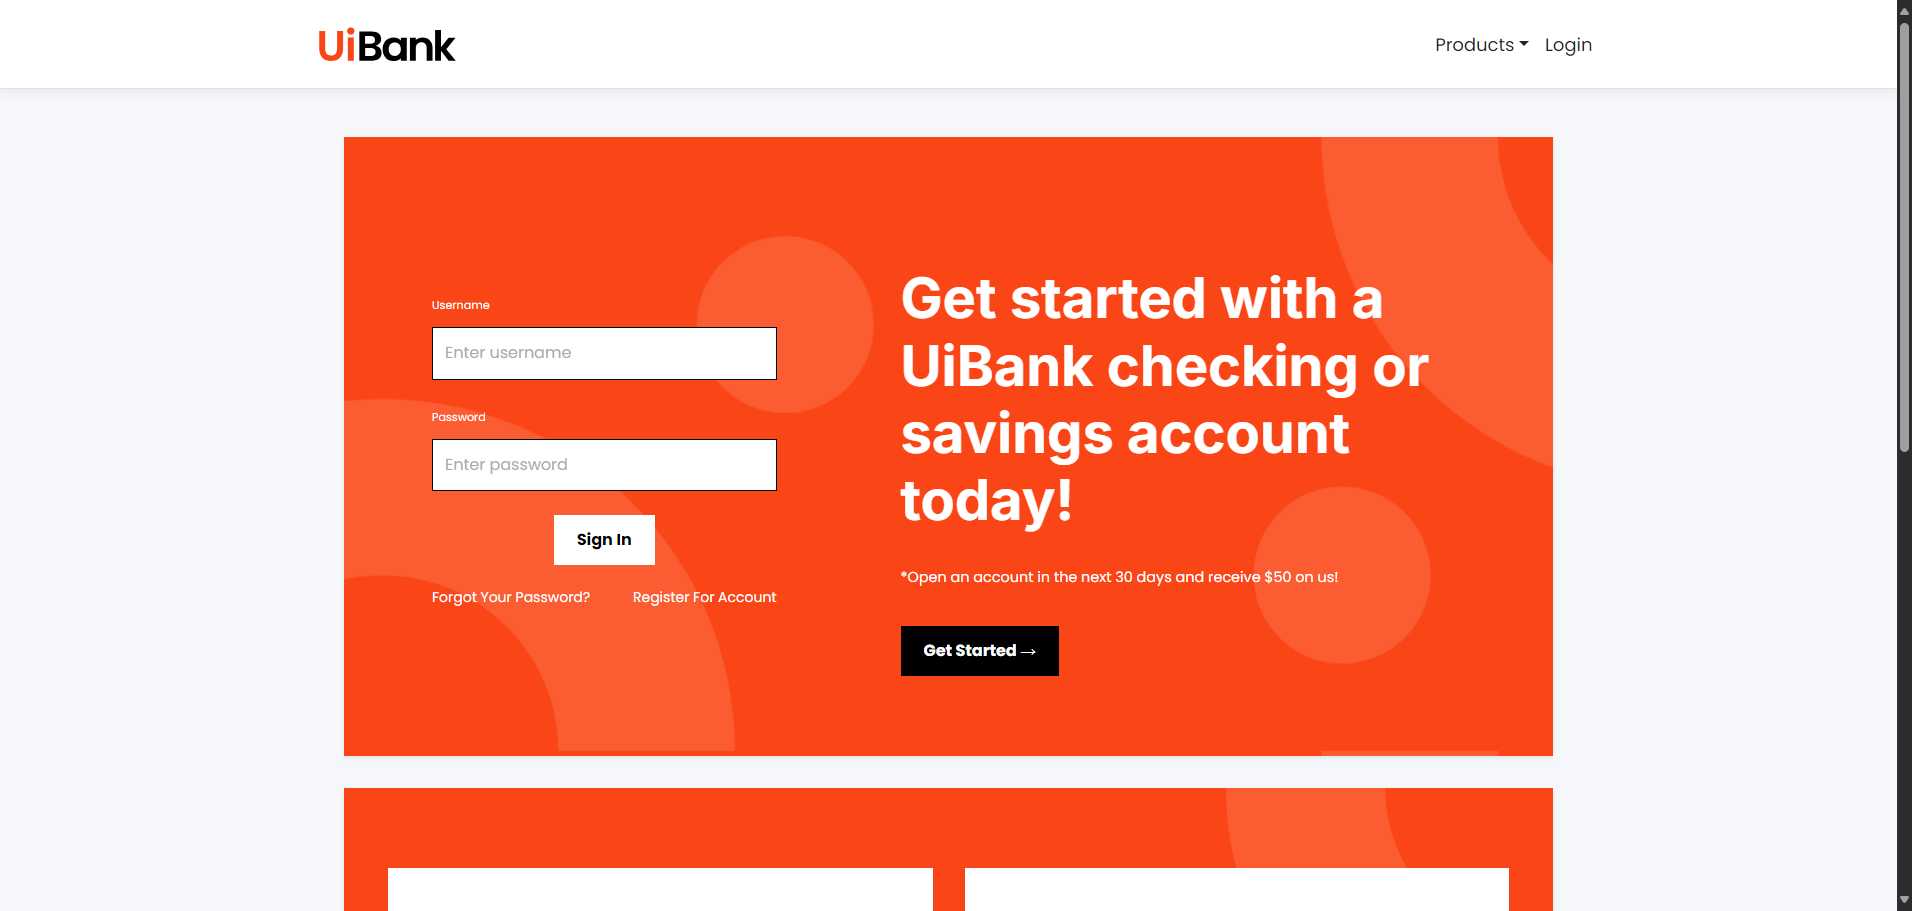 UiBank
Products
Login
Username
Enter username
Password
Enter password
Sign In
Forgot Your Password?
Register For Account
Get started with a
UiBank checking or
savings account
today!
*Open an account in the next 30 days and receive $50 on us!
Get Started →